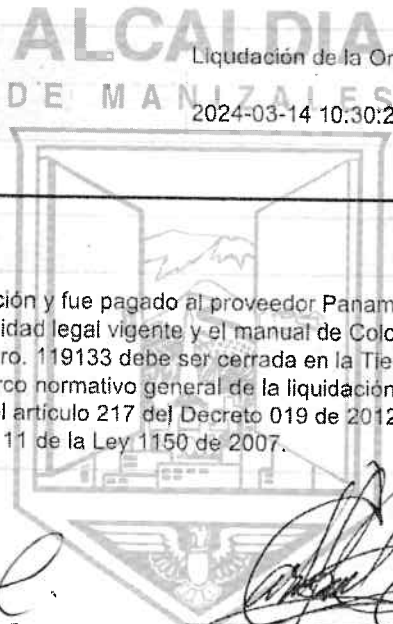 ALCALDIA
Liqudación de la Or
DE MANIZALES
2024-03-14 10:30:2
ción y fue pagado al proveedor Panam
idad legal vigente y el manual de Colo
ro. 119133 debe ser cerrada en la Tie
rco normativo general de la liquidación
l artículo 217 del Decreto 019 de 2012
11 de la Ley 1150 de 2007.